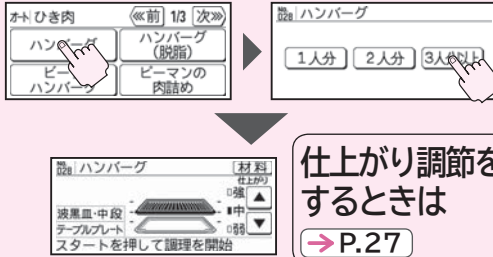 オート ひき肉 ≪前 1/3 次≫
ハンバーグ
ハンバーグ
(脱脂)
ハンバーグ
ピーマンの
肉詰め
No.028 ハンバーグ
1人分 2人分 3人分以上
No.028 ハンバーグ 材料
仕上がり
強
中
弱
波黒皿・中段
テーブルプレート
スタートを押して調理を開始
仕上がり調節を
するときは
→P.27